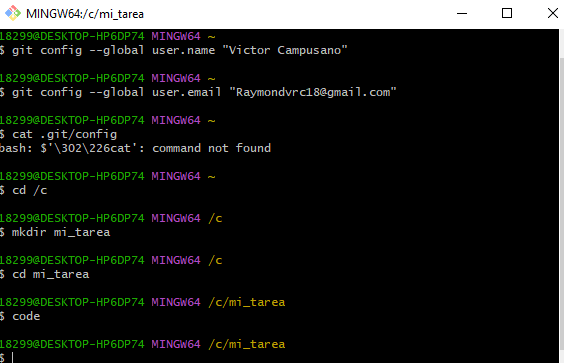 MINGW64:/c/mi_tarea
18299@DESKTOP-HP6DP74 MINGW64 ~
$ git config --global user.name "Victor Campusano"
18299@DESKTOP-HP6DP74 MINGW64 ~
$ git config --global user.email "Raymondvrc18@gmail.com"
18299@DESKTOP-HP6DP74 MINGW64 ~
$ cat .git/config
bash: $'\302\226cat': command not found
18299@DESKTOP-HP6DP74 MINGW64 ~
$ cd /c
18299@DESKTOP-HP6DP74 MINGW64 /c
$ mkdir mi_tarea
18299@DESKTOP-HP6DP74 MINGW64 /c
$ cd mi_tarea
18299@DESKTOP-HP6DP74 MINGW64 /c/mi_tarea
$ code
18299@DESKTOP-HP6DP74 MINGW64 /c/mi_tarea
$